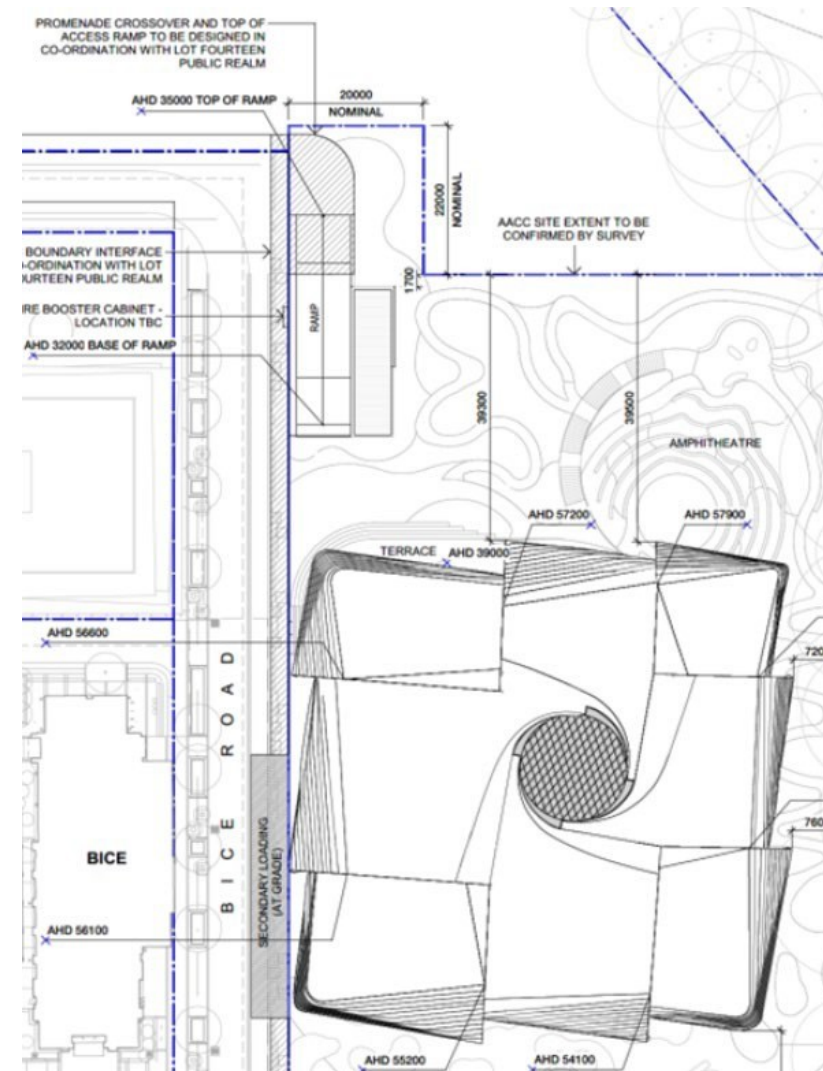 PROMENADE CROSSOVER AND TOP OF
ACCESS RAMP TO BE DESIGNED IN
CO-ORDINATION WITH LOT FOURTEEN
PUBLIC REALM
AHD 35000 TOP OF RAMP
20000
NOMINAL
22000
NOMINAL
AACC SITE EXTENT TO BE
CONFIRMED BY SURVEY
BOUNDARY INTERFACE
O-ORDINATION WITH LOT
OURTEEN PUBLIC REALM
1700
RE BOOSTER CABINET -
LOCATION TBC
RAMP
AHD 32000 BASE OF RAMP
39300
39500
AMPHITHEATRE
AHD 57200
AHD 57900
TERRACE
AHD 39000
AHD 56600
720
BICE ROAD
760
BICE
SECONDARY LOADING
(AT GRADE)
AHD 56100
AHD 55200
AHD 54100